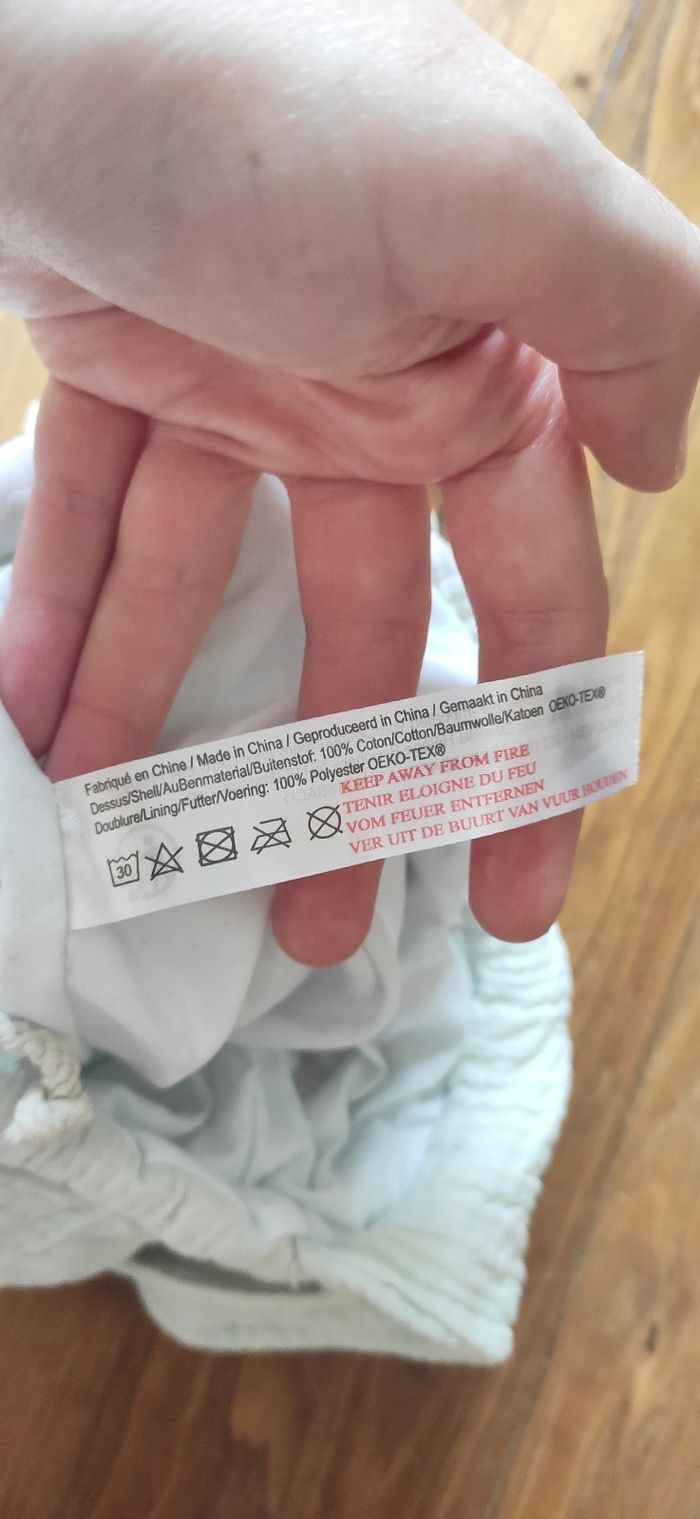 Fabriqué en Chine / Made in China / Geproduceerd in China / Gemaakt in China
Dessus/Shell/AuBenmaterial/Buitenstof: 100% Coton/Cotton/Baumwolle/Katoen OEKO-TEX®
Doublure/Lining/Futter/Voering: 100% Polyester OEKO-TEX®
KEEP AWAY FROM FIRE
TENIR ELOIGNE DU FEU
VOM FEUER ENTFERNEN
VER UIT DE BUURT VAN VUUR HOUDEN
30